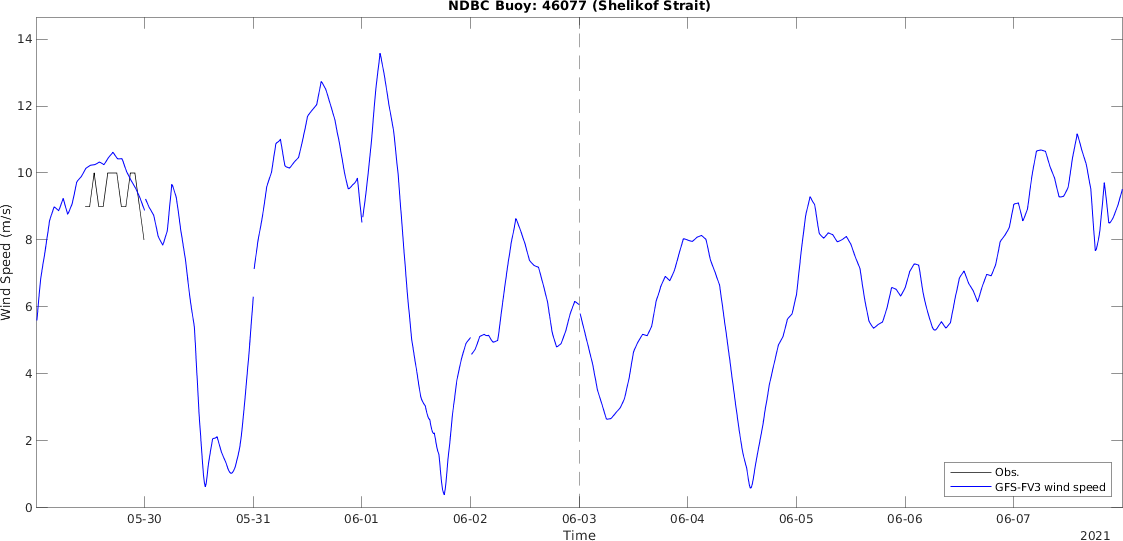 NDBC Buoy: 46077 (Shelikof Strait)
Wind Speed (m/s)
14
12
10
8
6
4
2
0
05-30 05-31 06-01 06-02 06-03 06-04 06-05 06-06 06-07
Time
2021
Obs.
GFS-FV3 wind speed